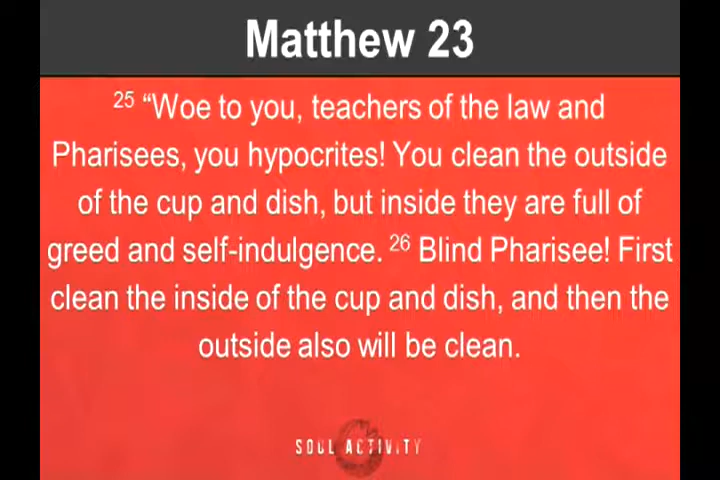 Matthew 23
25 “Woe to you, teachers of the law and
Pharisees, you hypocrites! You clean the outside
of the cup and dish, but inside they are full of
greed and self-indulgence. 26 Blind Pharisee! First
clean the inside of the cup and dish, and then the
outside also will be clean.
SOUL ACTIVITY